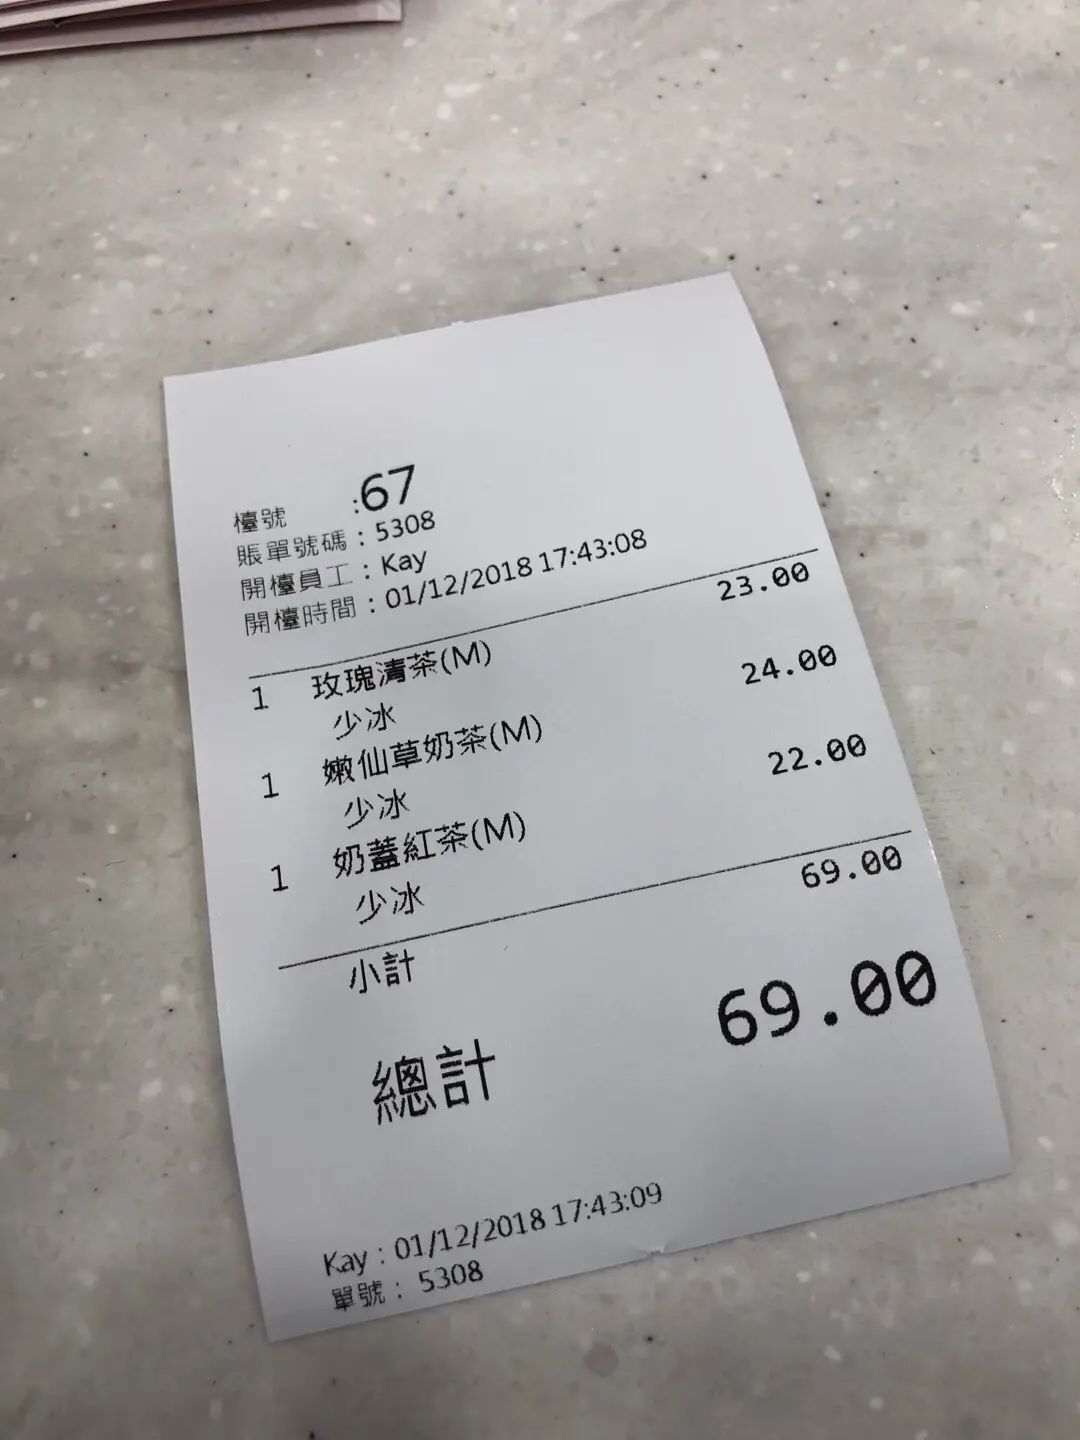 檯號 :67
賬單號碼：5308
開檯員工：Kay
開檯時間：01/12/2018 17:43:08
1 玫瑰清茶(M) 23.00
少冰
1 嫩仙草奶茶(M) 24.00
少冰
1 奶蓋紅茶(M) 22.00
少冰
小計 69.00
總計 69.00
Kay：01/12/2018 17:43:09
單號： 5308